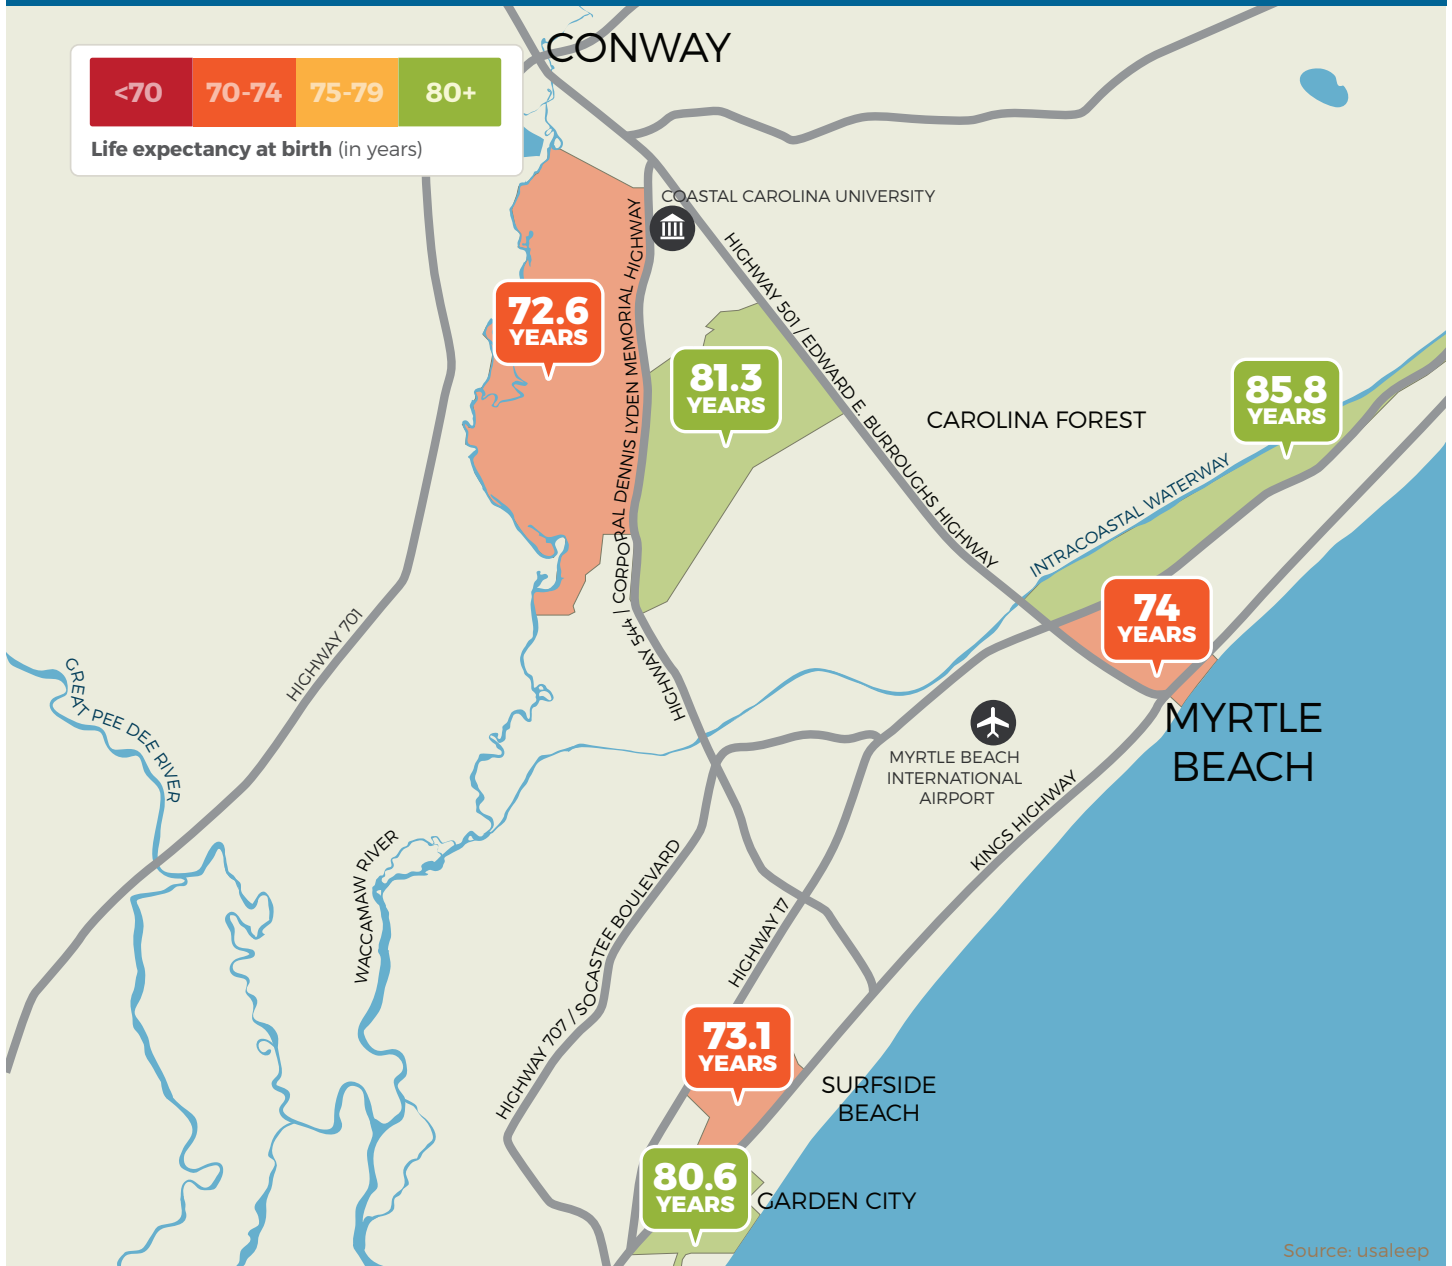 CONWAY
<70 70-74 75-79 80+
Life expectancy at birth (in years)
COASTAL CAROLINA UNIVERSITY
HIGHWAY 501 / EDWARD E. BURROUGHS HIGHWAY
72.6
YEARS
81.3
YEARS
HIGHWAY 544 | CORPORAL DENNIS LYDEN MEMORIAL HIGHWAY
85.8
YEARS
CAROLINA FOREST
INTRACOASTAL WATERWAY
74
YEARS
HIGHWAY 701
GREAT PEE DEE RIVER
MYRTLE
BEACH
MYRTLE BEACH
INTERNATIONAL
AIRPORT
KINGS HIGHWAY
WACCAMAW RIVER
HIGHWAY 707 / SOCASTEE BOULEVARD
HIGHWAY 17
73.1
YEARS
SURFSIDE
BEACH
80.6
YEARS
GARDEN CITY
Source: usaleep